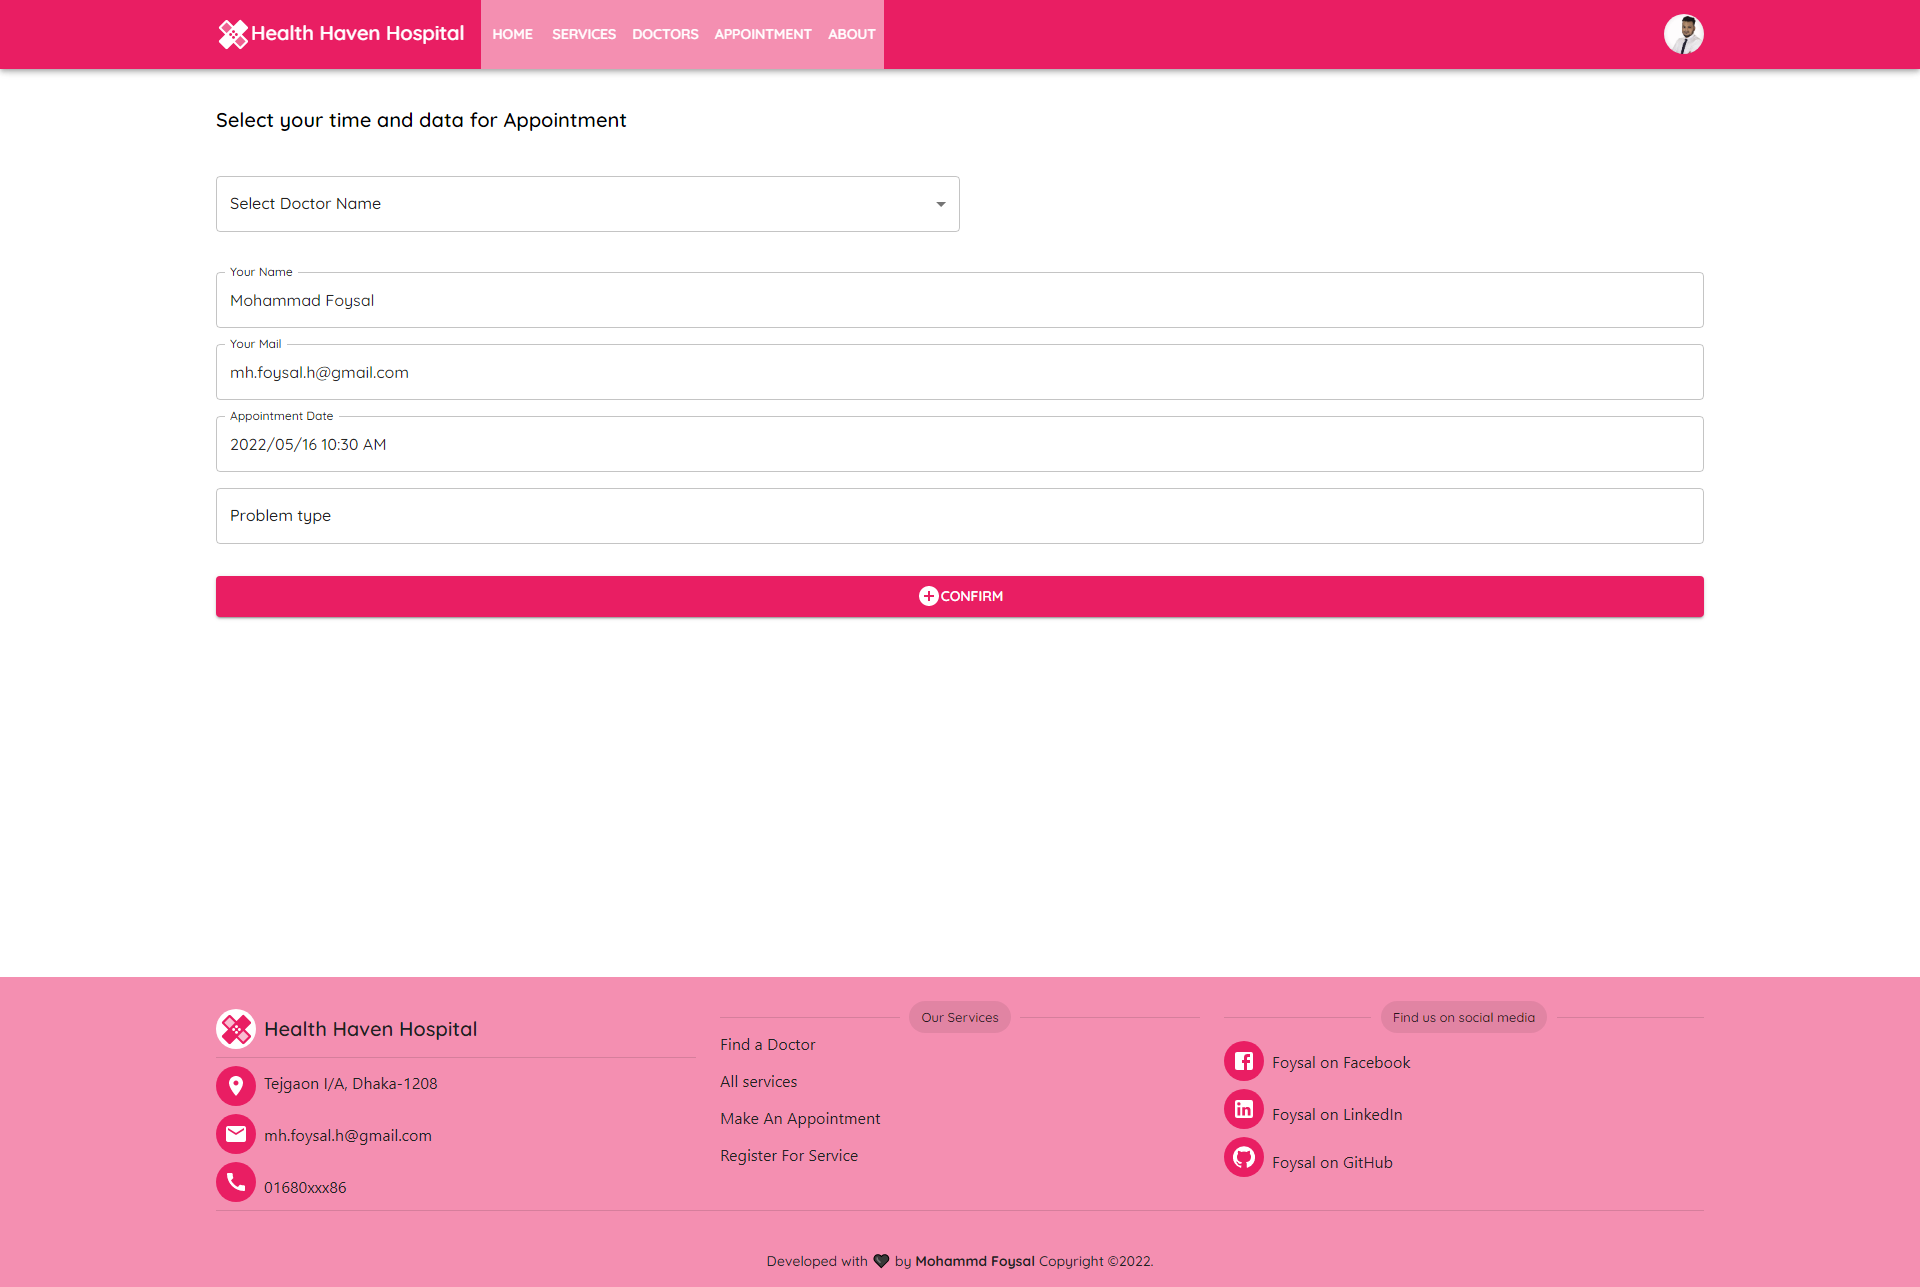 Health Haven Hospital
HOME SERVICES DOCTORS APPOINTMENT ABOUT
Select your time and data for Appointment
Select Doctor Name
Your Name
Mohammad Foysal
Your Mail
mh.foysal.h@gmail.com
Appointment Date
2022/05/16 10:30 AM
Problem type
CONFIRM
Health Haven Hospital
Tejgaon I/A, Dhaka-1208
mh.foysal.h@gmail.com
01680xxx86
Our Services
Find a Doctor
All services
Make An Appointment
Register For Service
Find us on social media
Foysal on Facebook
Foysal on LinkedIn
Foysal on GitHub
Developed with 🖤 by Mohammd Foysal Copyright ©2022.